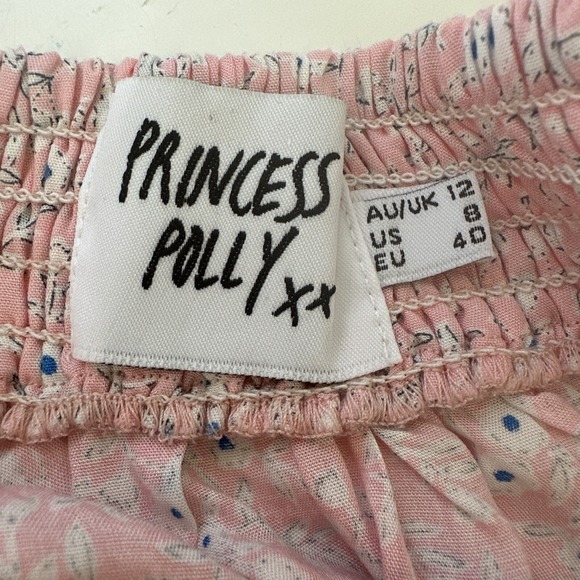 PRINCESS
POLLY xx
AU/UK 12
US 8
EU 40